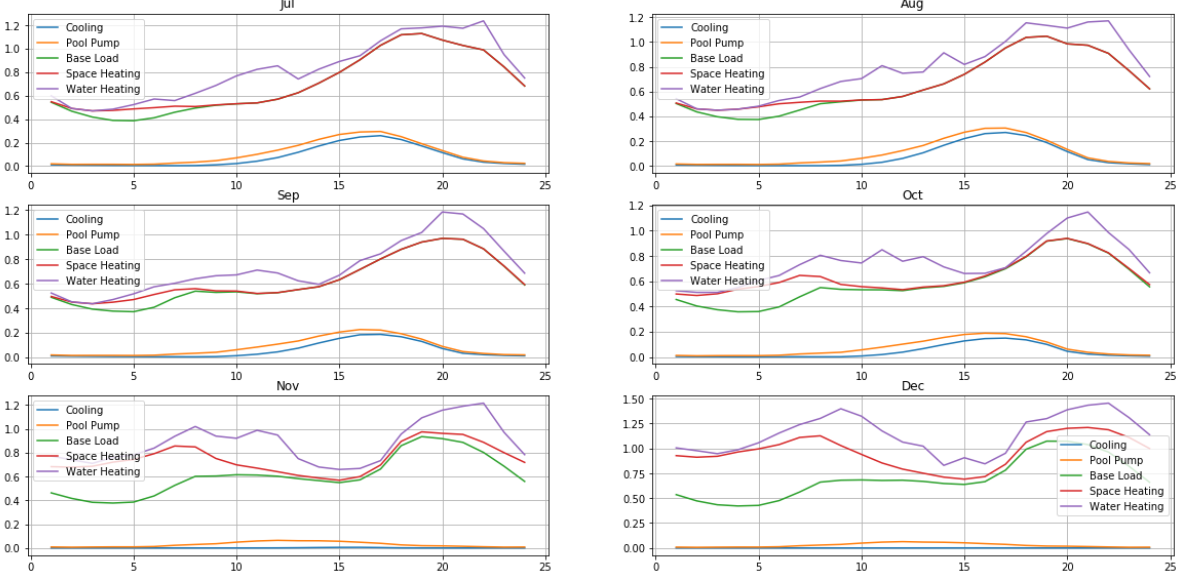 Jul
1.2
1.0
0.8
0.6
0.4
0.2
0.0
Cooling
Pool Pump
Base Load
Space Heating
Water Heating
0 5 10 15 20 25
Aug
1.2
1.0
0.8
0.6
0.4
0.2
0.0
Cooling
Pool Pump
Base Load
Space Heating
Water Heating
0 5 10 15 20 25
Sep
1.2
1.0
0.8
0.6
0.4
0.2
0.0
Cooling
Pool Pump
Base Load
Space Heating
Water Heating
0 5 10 15 20 25
Oct
1.2
1.0
0.8
0.6
0.4
0.2
0.0
Cooling
Pool Pump
Base Load
Space Heating
Water Heating
0 5 10 15 20 25
Nov
1.2
1.0
0.8
0.6
0.4
0.2
0.0
Cooling
Pool Pump
Base Load
Space Heating
Water Heating
0 5 10 15 20 25
Dec
1.50
1.25
1.00
0.75
0.50
0.25
0.00
Cooling
Pool Pump
Base Load
Space Heating
Water Heating
0 5 10 15 20 25